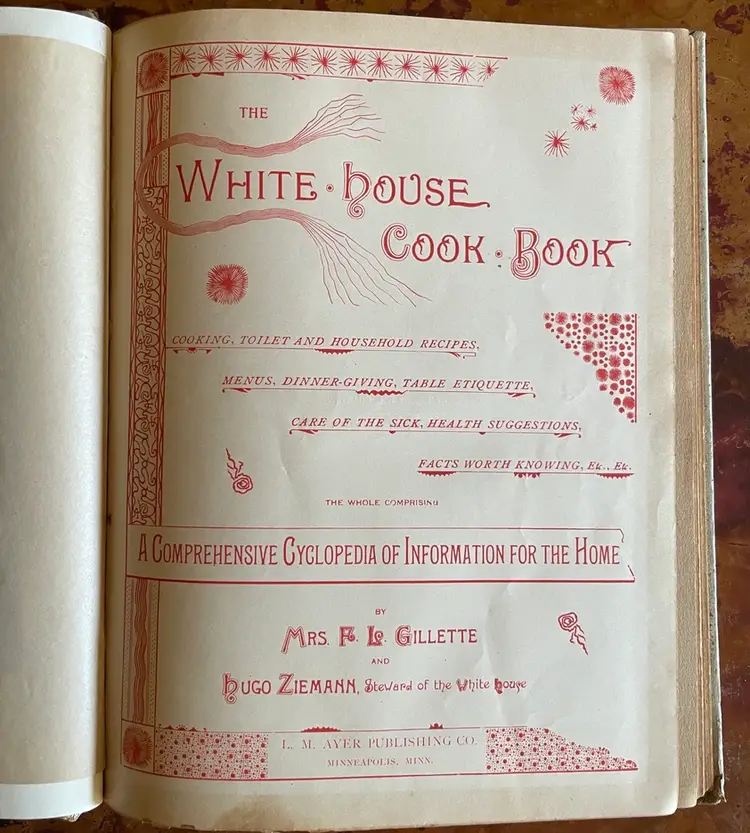 THE
WHITE · HOUSE
COOK · BOOK
COOKING, TOILET AND HOUSEHOLD RECIPES,
MENUS, DINNER-GIVING, TABLE ETIQUETTE,
CARE OF THE SICK, HEALTH SUGGESTIONS,
FACTS WORTH KNOWING, Etc., Etc.
THE WHOLE COMPRISING
A COMPREHENSIVE CYCLOPEDIA OF INFORMATION FOR THE HOME
BY
MRS. F. L. GILLETTE
AND
HUGO ZIEMANN, Steward of the White House
L. M. AYER PUBLISHING CO.
MINNEAPOLIS, MINN.